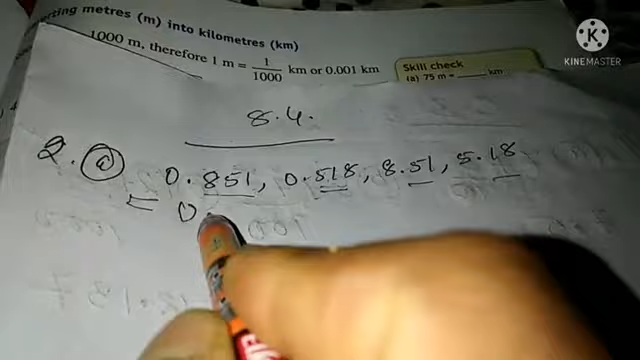 erting metres (m) into kilometres (km)
1000 m, therefore 1 m = 1/1000 km or 0.001 km
Skill check
(a) 75 m = ____ km
K
KINEMASTER
8.4.
2. (a) 0.851, 0.518, 8.51, 5.18
= 0.